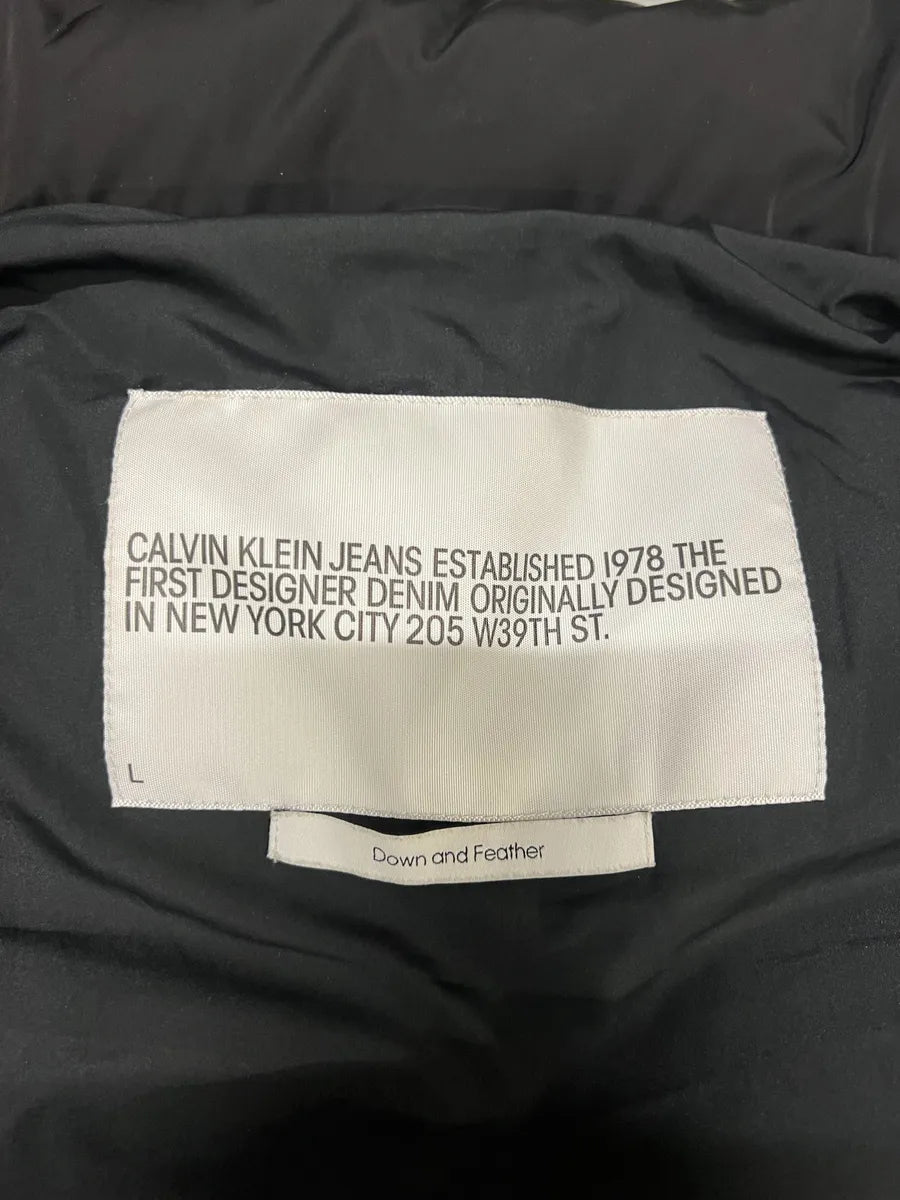 CALVIN KLEIN JEANS ESTABLISHED 1978 THE
FIRST DESIGNER DENIM ORIGINALLY DESIGNED
IN NEW YORK CITY 205 W39TH ST.
L
Down and Feather